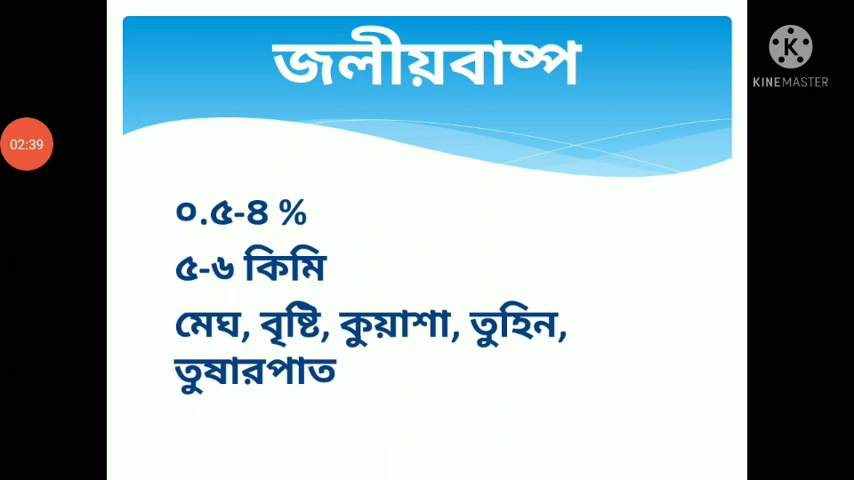 জলীয়বাষ্প
KINEMASTER
02:39
০.৫-৪ %
৫-৬ কিমি
মেঘ, বৃষ্টি, কুয়াশা, তুহিন,
তুষারপাত